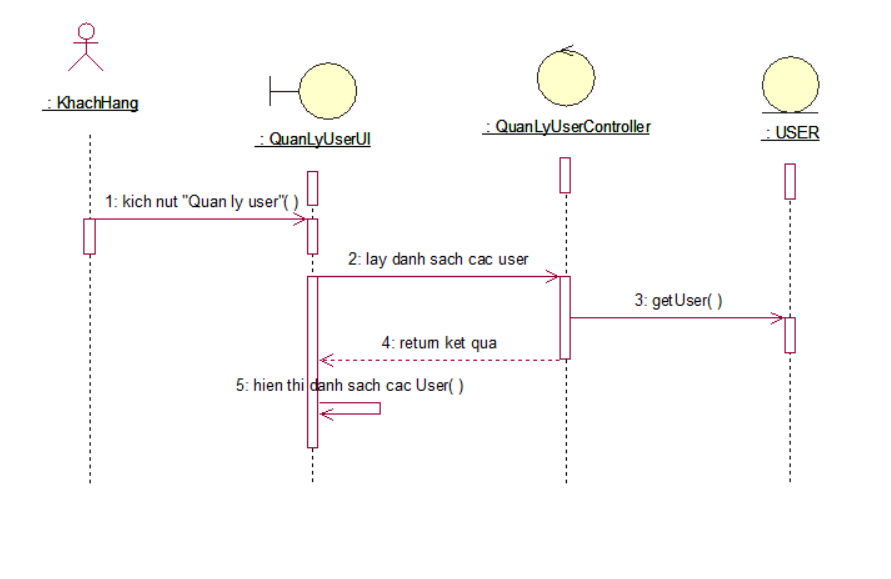 : KhachHang
: QuanLyUserUI
: QuanLyUserController
: USER
1: kich nut "Quan ly user"( )
2: lay danh sach cac user
3: getUser( )
4: return ket qua
5: hien thi danh sach cac User( )